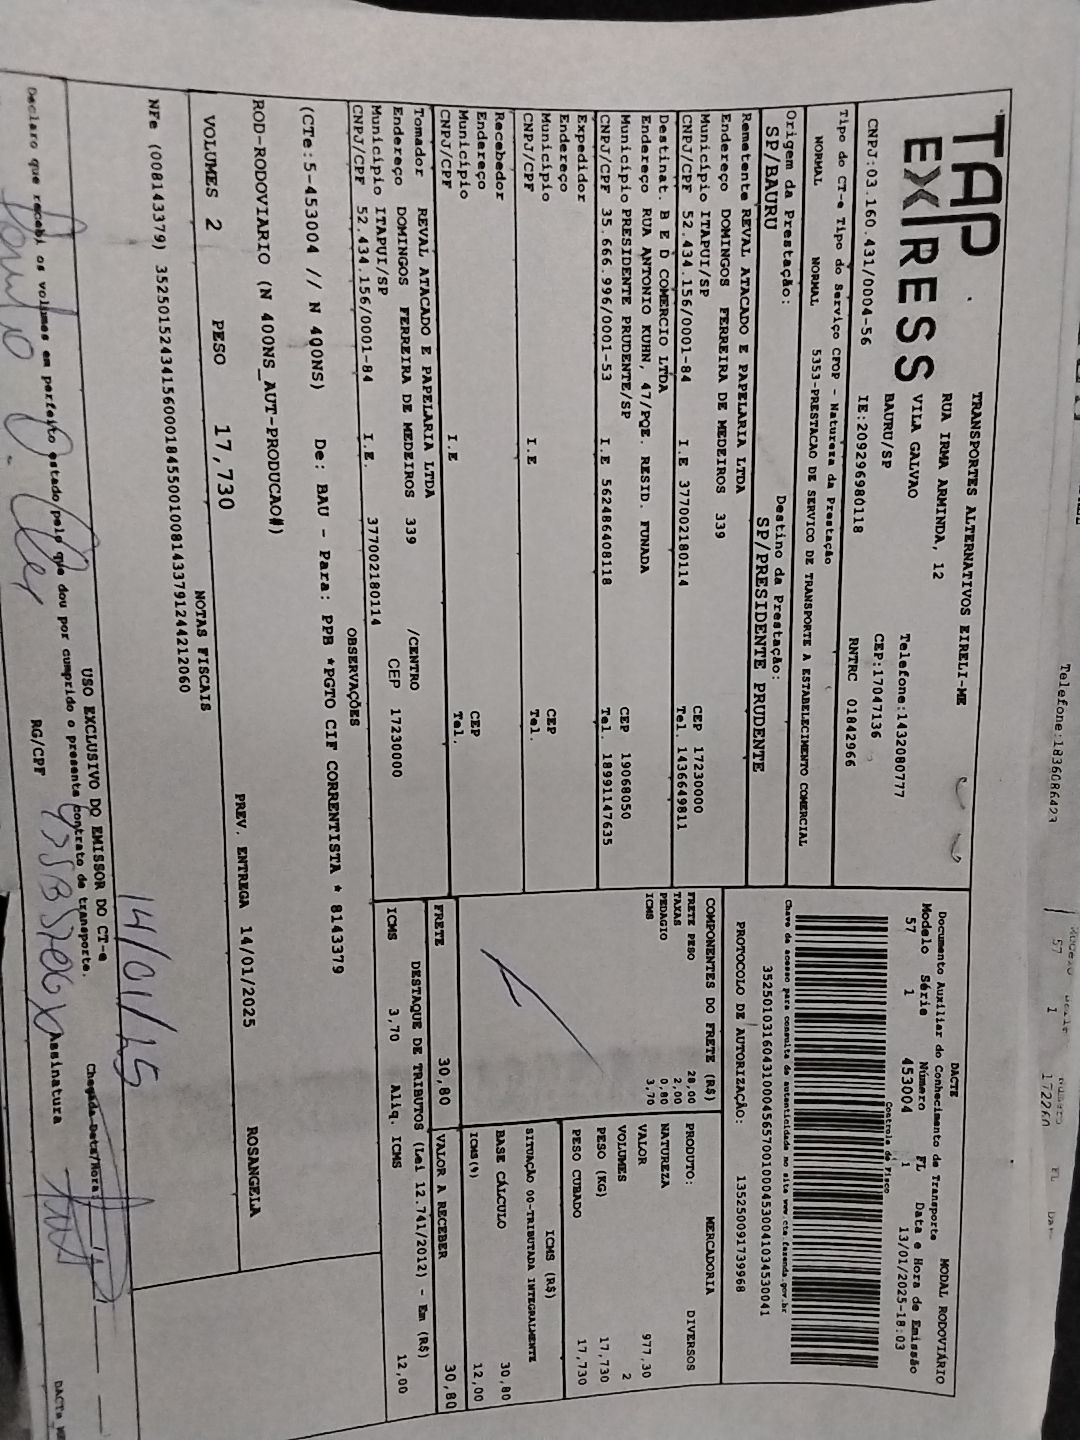 TAP EXPRESS
TRANSPORTES ALTERNATIVOS EIRELI-ME
RUA IRMA ARMINDA, 12
VILA GALVAO
BAURU/SP
Telefone:1432080777
CEP:17047136
CNPJ:03.160.431/0004-56 IE:209296980118 RNTRC 01842966
Tipo do CT-e Tipo do Serviço CFOP - Natureza da Prestação
NORMAL NORMAL 5353-PRESTACAO DE SERVICO DE TRANSPORTE A ESTABELECIMENTO COMERCIAL
Origem da Prestação: Destino da Prestação:
SP/BAURU SP/PRESIDENTE PRUDENTE
Remetente REVAL ATACADO E PAPELARIA LTDA
Endereço DOMINGOS FERREIRA DE MEDEIROS 339
Município ITAPUI/SP CEP 17230000
CNPJ/CPF 52.434.156/0001-84 I.E 377002180114 Tel. 1436649811
Destinat. B E D COMERCIO LTDA
Endereço RUA ANTONIO KUHN, 47/PQE. RESID. FUNADA
Município PRESIDENTE PRUDENTE/SP CEP 19068050
CNPJ/CPF 35.666.996/0001-53 I.E 562486408118 Tel. 18991147635
Expedidor
Endereço
Município CEP
CNPJ/CPF I.E Tel.
Recebedor
Endereço
Município CEP
CNPJ/CPF I.E Tel.
Tomador REVAL ATACADO E PAPELARIA LTDA
Endereço DOMINGOS FERREIRA DE MEDEIROS 339 /CENTRO
Município ITAPUI/SP CEP 17230000
CNPJ/CPF 52.434.156/0001-84 I.E. 377002180114
DACTE MODAL RODOVIÁRIO
Documento Auxiliar do Conhecimento de Transporte
Modelo Série Número FL Data e Hora de Emissão
57 1 453004 1 13/01/2025-18:03
Controle do Fisco
Chave de acesso para consulta de autenticidade no site www.cte.fazenda.gov.br
35250103160431000456570010004530041034530041
PROTOCOLO DE AUTORIZAÇÃO: 135250091739968
COMPONENTES DO FRETE (R$)
FRETE PESO 28,00
TAXAS 2,00
PEDAGIO 0,80
ICMS 3,70
MERCADORIA
PRODUTO: DIVERSOS
NATUREZA
VALOR 977,30
VOLUMES 2
PESO (KG) 17,730
PESO CUBADO 17,730
ICMS (R$)
SITUAÇÃO 00-TRIBUTADA INTEGRALMENTE
BASE CÁLCULO 30,80
ICMS(%) 12,00
FRETE 30,80 VALOR A RECEBER 30,80
DESTAQUE DE TRIBUTOS (Lei 12.741/2012) - Em (R$)
ICMS 3,70 Aliq. ICMS 12,00
OBSERVAÇÕES
(CTe:5-453004 // N 400NS) De: BAU - Para: PPB *PGTO CIF CORRENTISTA * 8143379
ROD-RODOVIARIO (N 400NS_AUT-PRODUCAO#)
PREV. ENTREGA 14/01/2025 ROSANGELA
VOLUMES 2 PESO 17,730
NOTAS FISCAIS
NFe (008143379) 35250152434156000184550010081433791244212060
14/01/25
USO EXCLUSIVO DO EMISSOR DO CT-e
Chegada-Data/Hora:
Declaro que recebi os volumes em perfeito estado pelo que dou por cumprido o presente contrato de transporte.
RG/CPF Assinatura
Telefone:1836086423
57 1 172260